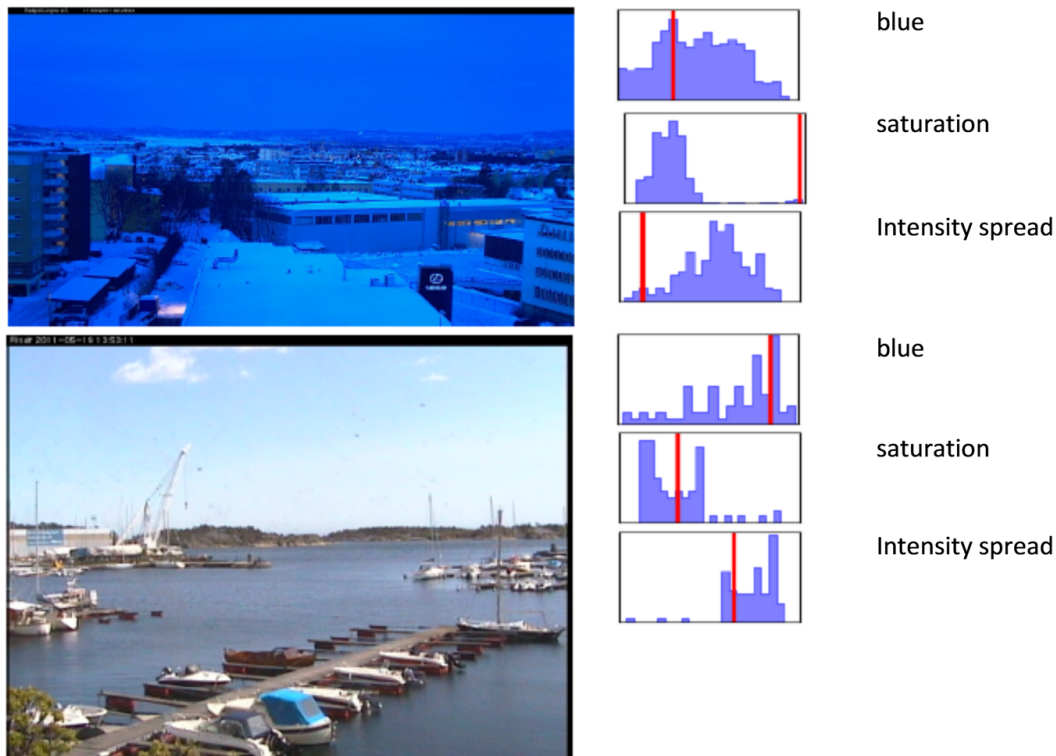 blue
saturation
Intensity spread
Risør 2011-05-19 13:53:11
blue
saturation
Intensity spread